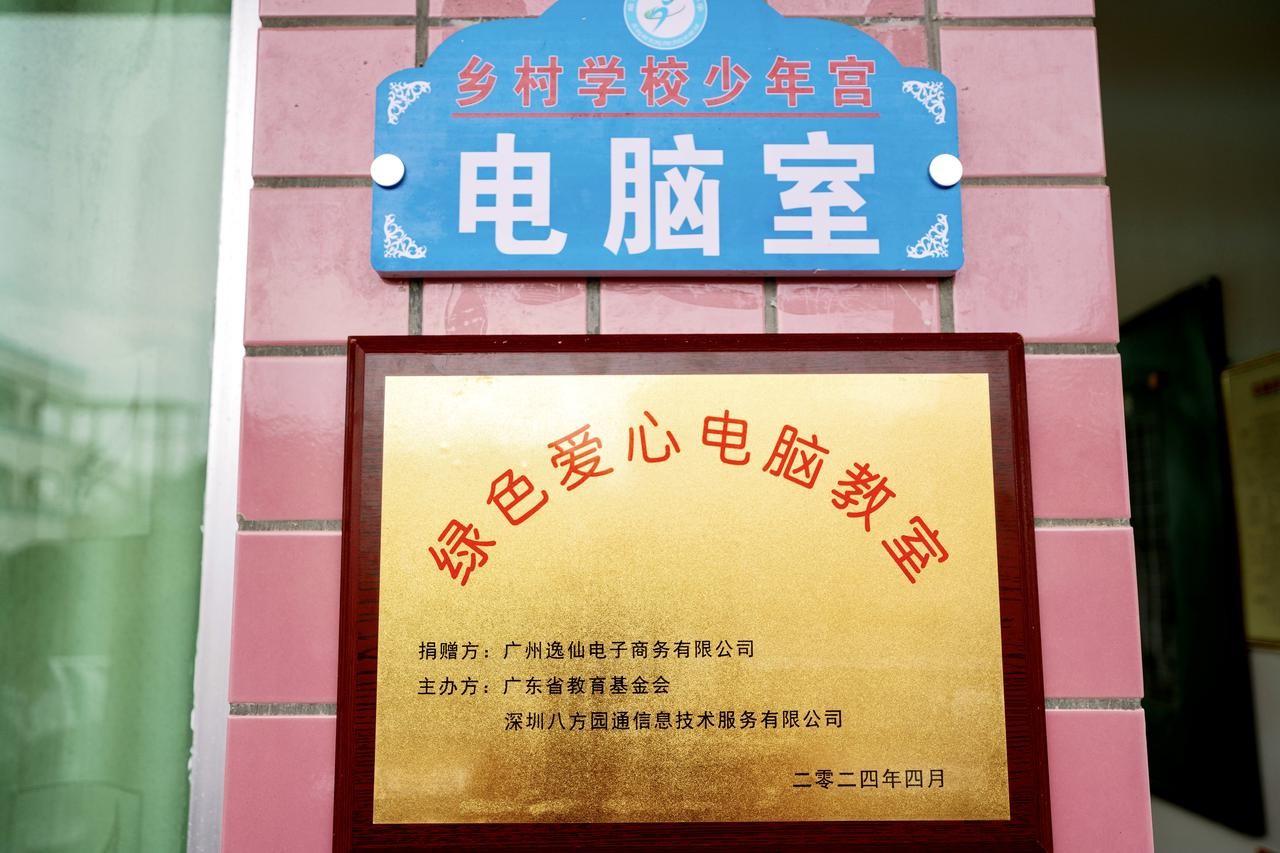 乡村学校少年宫
电脑室
绿色爱心电脑教室
捐赠方：广州逸仙电子商务有限公司
主办方：广东省教育基金会
深圳八方园通信息技术服务有限公司
二零二四年四月